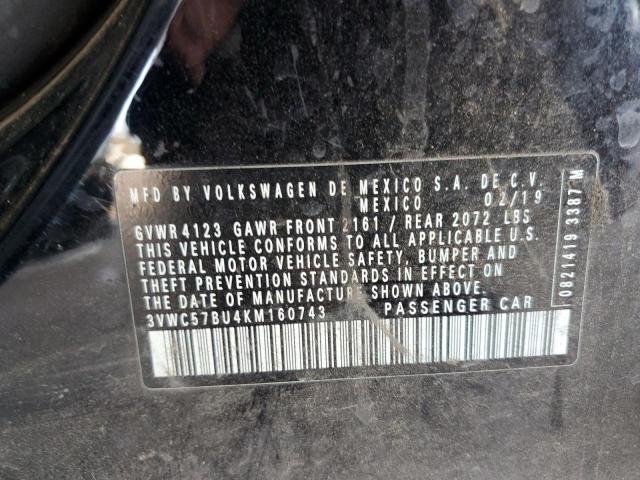 MFD BY VOLKSWAGEN DE MEXICO S.A. DE C.V.
MEXICO 02/19
GVWR 4123 GAWR FRONT 2161 / REAR 2072 LBS
THIS VEHICLE CONFORMS TO ALL APPLICABLE U.S.
FEDERAL MOTOR VEHICLE SAFETY, BUMPER AND
THEFT PREVENTION STANDARDS IN EFFECT ON
THE DATE OF MANUFACTURE SHOWN ABOVE.
3VWC57BU4KM160743 PASSENGER CAR
082141193387M